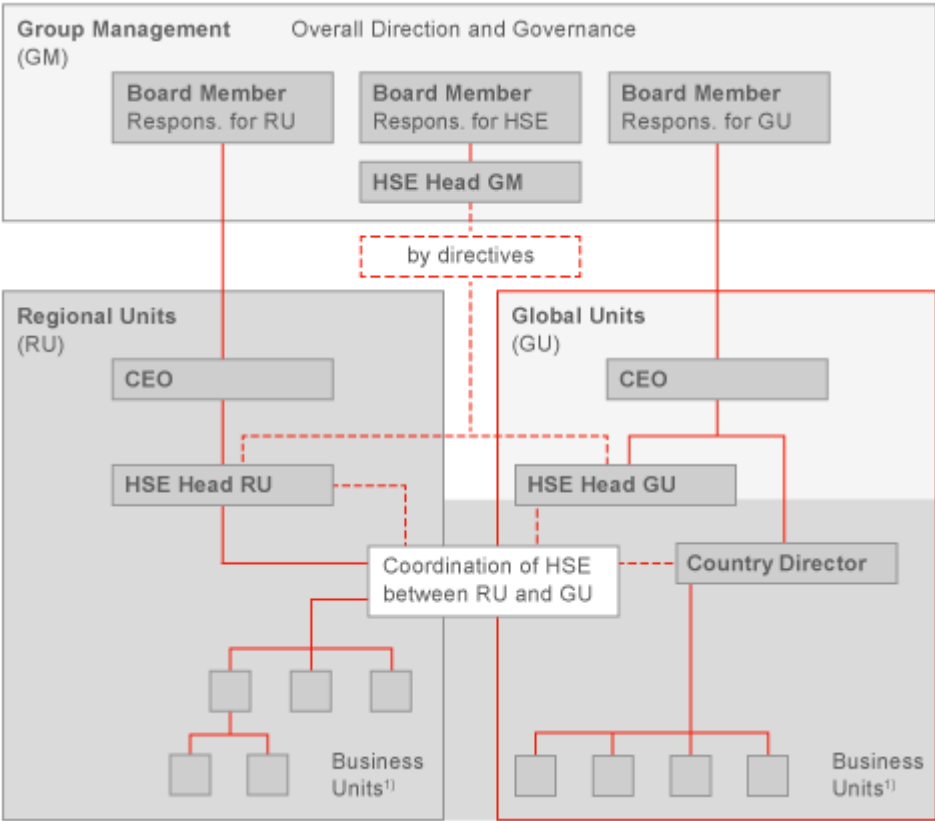 Group Management Overall Direction and Governance
(GM)
Board Member
Respons. for RU
Board Member
Respons. for HSE
Board Member
Respons. for GU
HSE Head GM
by directives
Regional Units
(RU)
Global Units
(GU)
CEO
CEO
HSE Head RU
HSE Head GU
Coordination of HSE
between RU and GU
Country Director
Business
Units¹⁾
Business
Units¹⁾